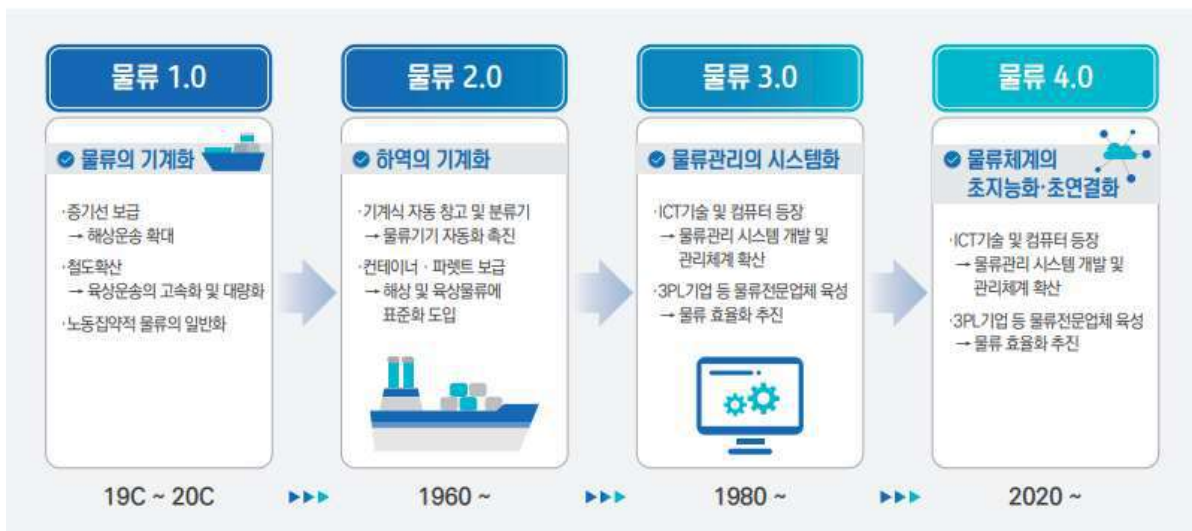 물류 1.0
물류의 기계화
·증기선 보급
→ 해상운송 확대
·철도확산
→ 육상운송의 고속화 및 대량화
·노동집약적 물류의 일반화
19C ~ 20C
물류 2.0
하역의 기계화
·기계식 자동 창고 및 분류기
→ 물류기기 자동화 촉진
·컨테이너 · 파렛트 보급
→ 해상 및 육상물류에
표준화 도입
1960 ~
물류 3.0
물류관리의 시스템화
·ICT기술 및 컴퓨터 등장
→ 물류관리 시스템 개발 및
관리체계 확산
·3PL기업 등 물류전문업체 육성
→ 물류 효율화 추진
1980 ~
물류 4.0
물류체계의
초지능화·초연결화
·ICT기술 및 컴퓨터 등장
→ 물류관리 시스템 개발 및
관리체계 확산
·3PL기업 등 물류전문업체 육성
→ 물류 효율화 추진
2020 ~